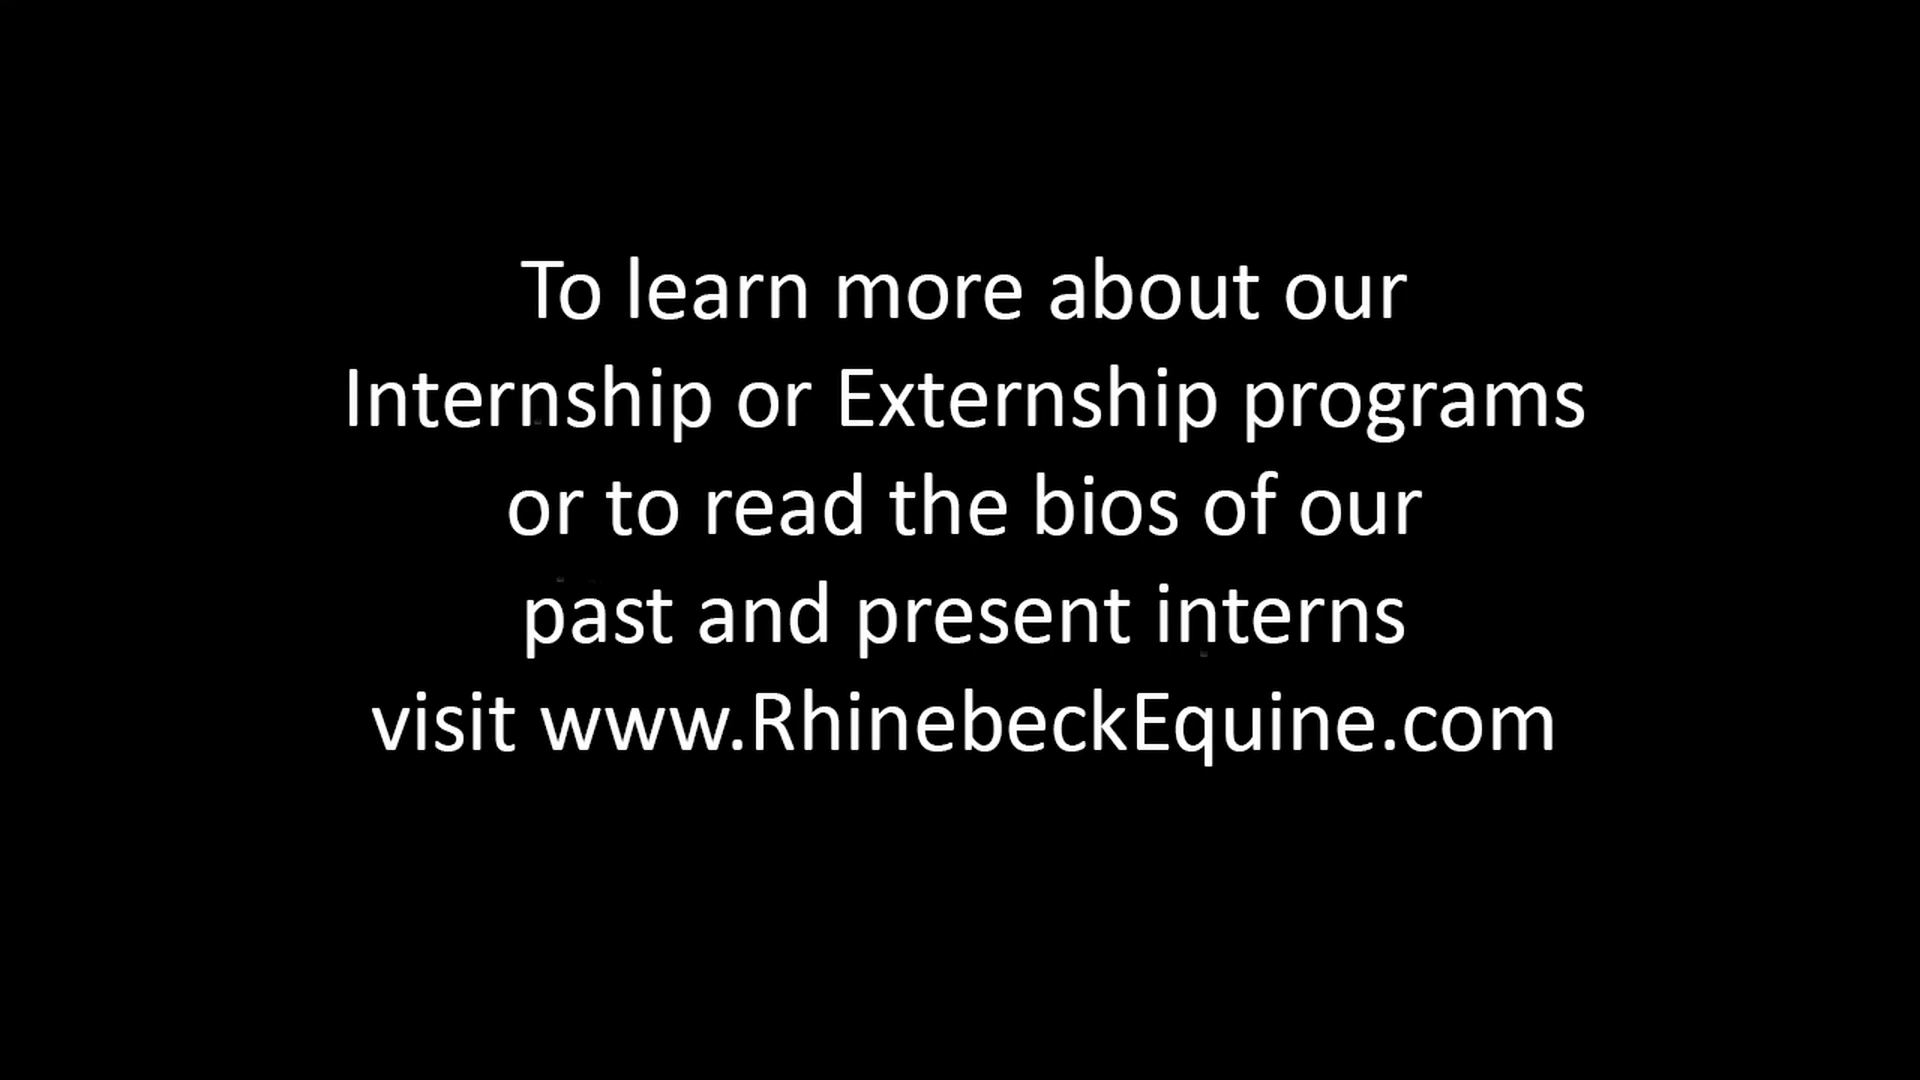 To learn more about our
Internship or Externship programs
or to read the bios of our
past and present interns
visit www.RhinebeckEquine.com